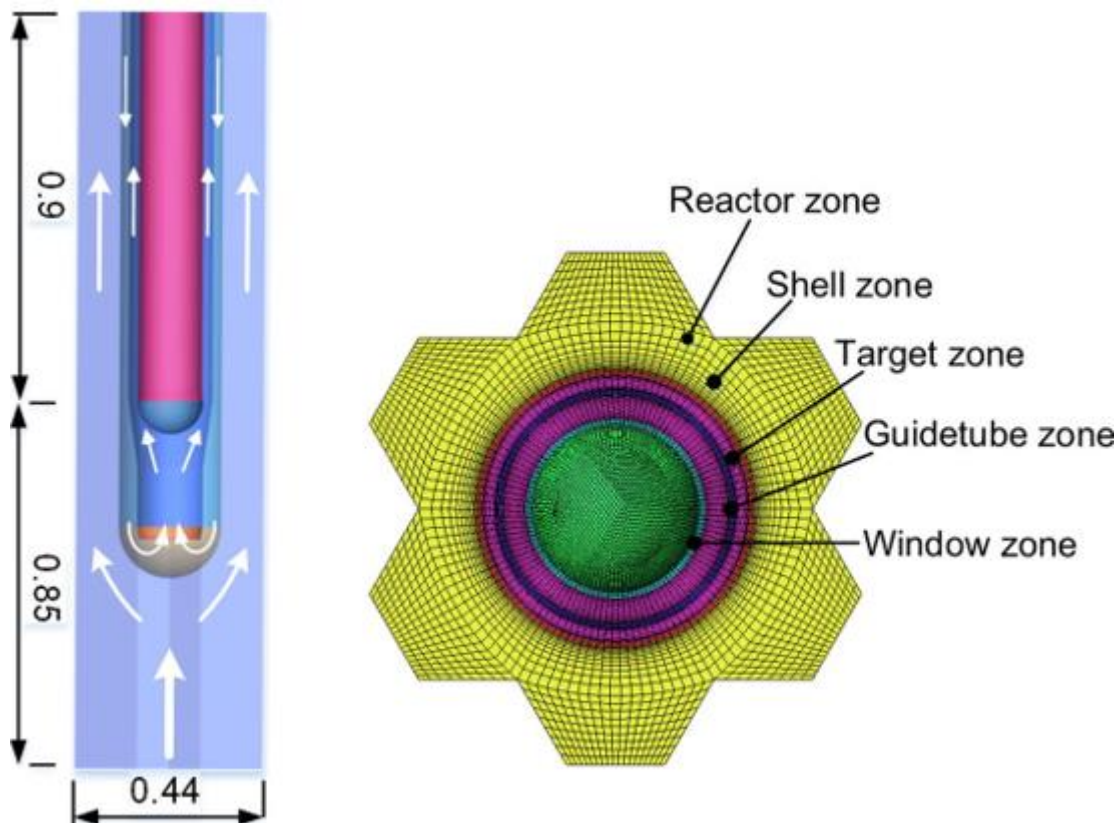 0.9
0.85
0.44
Reactor zone
Shell zone
Target zone
Guidetube zone
Window zone